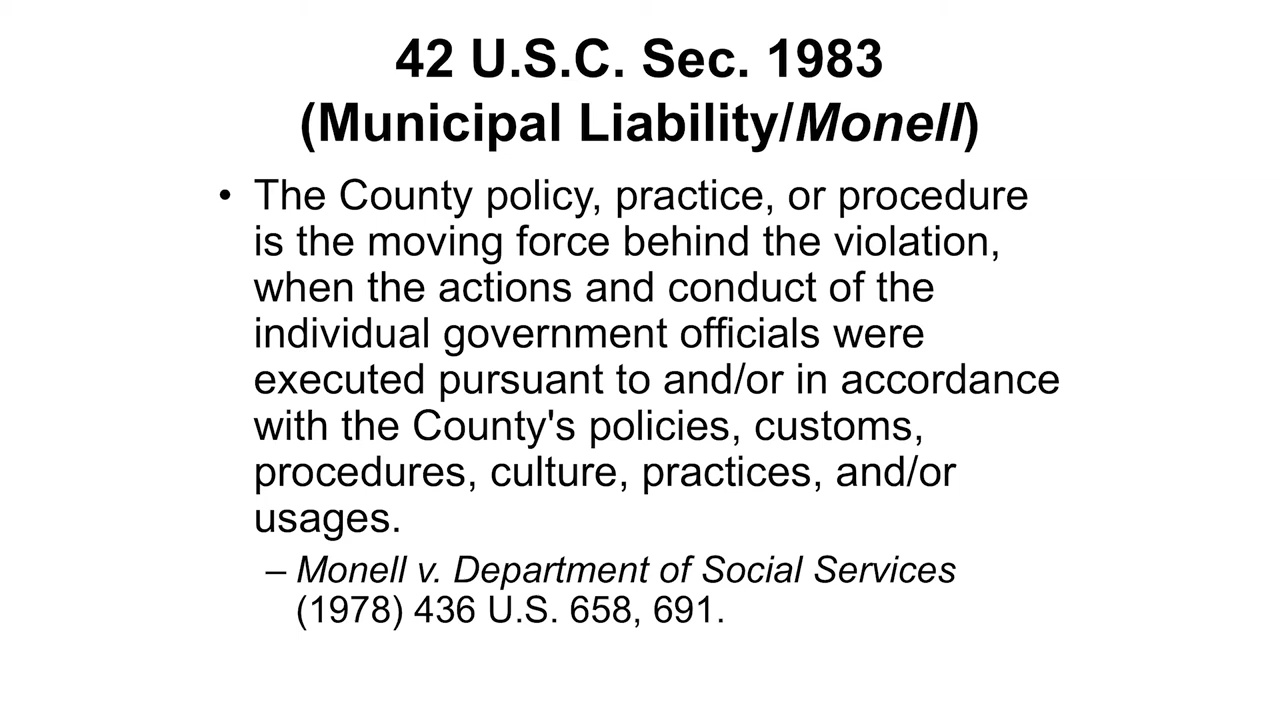 42 U.S.C. Sec. 1983
(Municipal Liability/Monell)
• The County policy, practice, or procedure
is the moving force behind the violation,
when the actions and conduct of the
individual government officials were
executed pursuant to and/or in accordance
with the County's policies, customs,
procedures, culture, practices, and/or
usages.
– Monell v. Department of Social Services
(1978) 436 U.S. 658, 691.